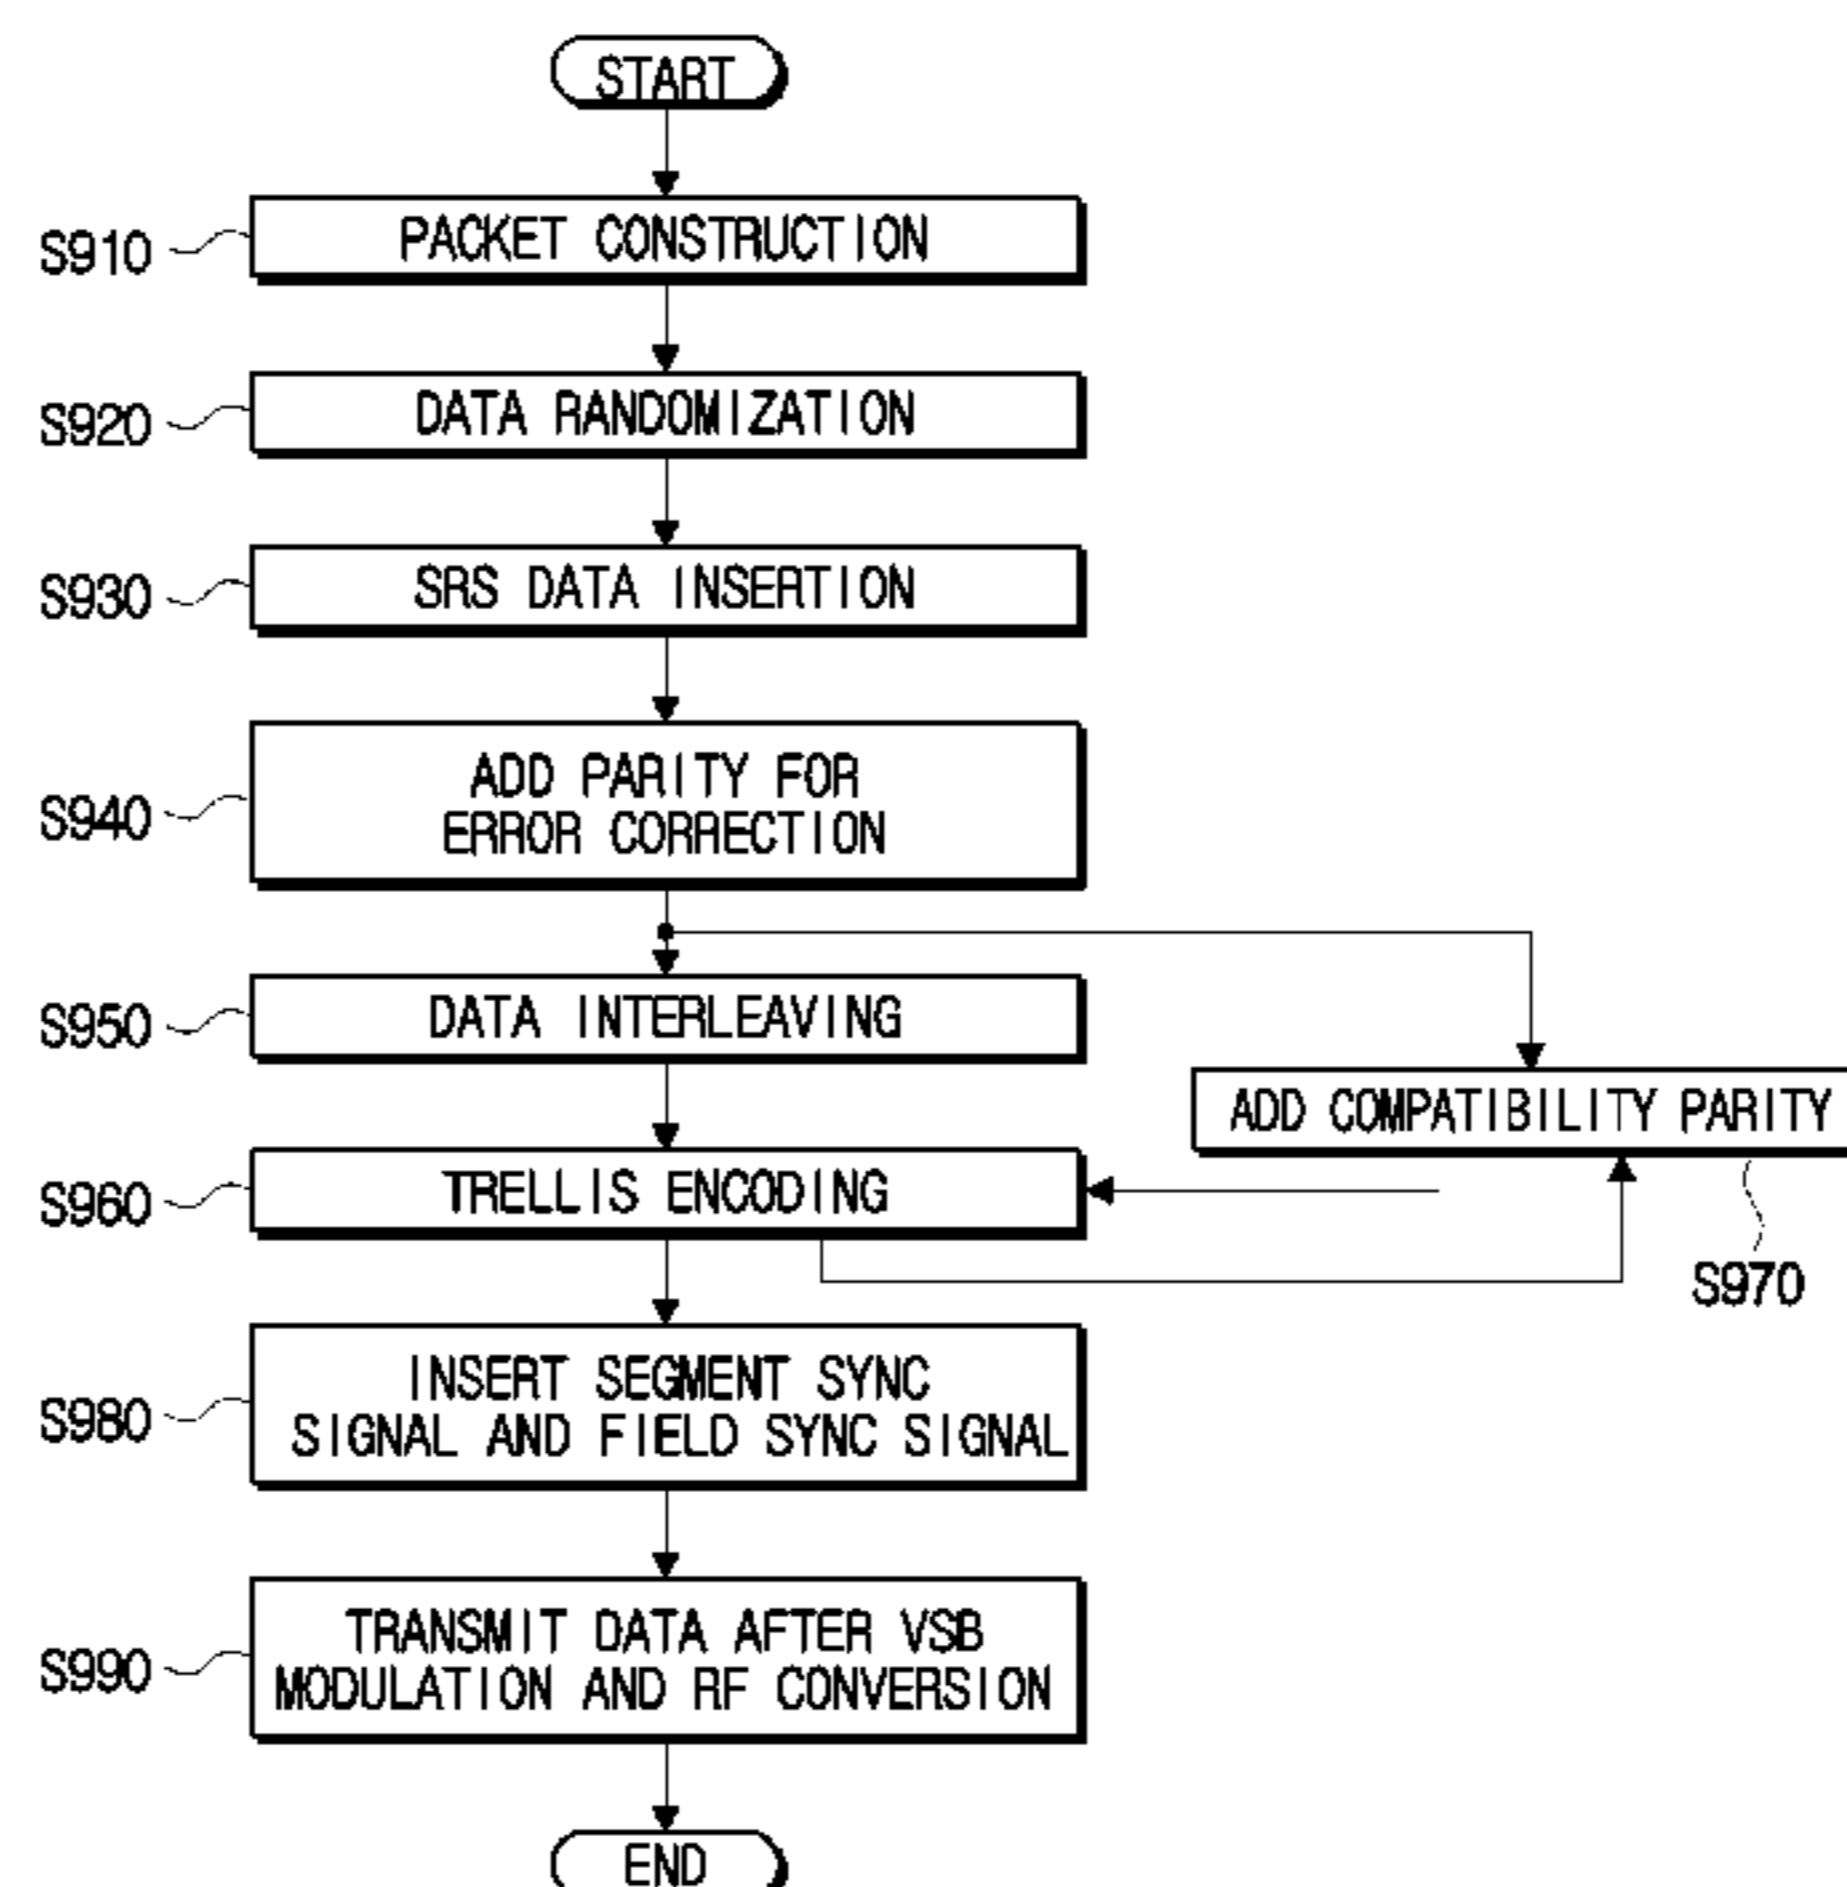 START
S910
PACKET CONSTRUCTION
S920
DATA RANDOMIZATION
S930
SRS DATA INSERTION
S940
ADD PARITY FOR
ERROR CORRECTION
S950
DATA INTERLEAVING
ADD COMPATIBILITY PARITY
S960
TRELLIS ENCODING
S970
S980
INSERT SEGMENT SYNC
SIGNAL AND FIELD SYNC SIGNAL
S990
TRANSMIT DATA AFTER VSB
MODULATION AND RF CONVERSION
END